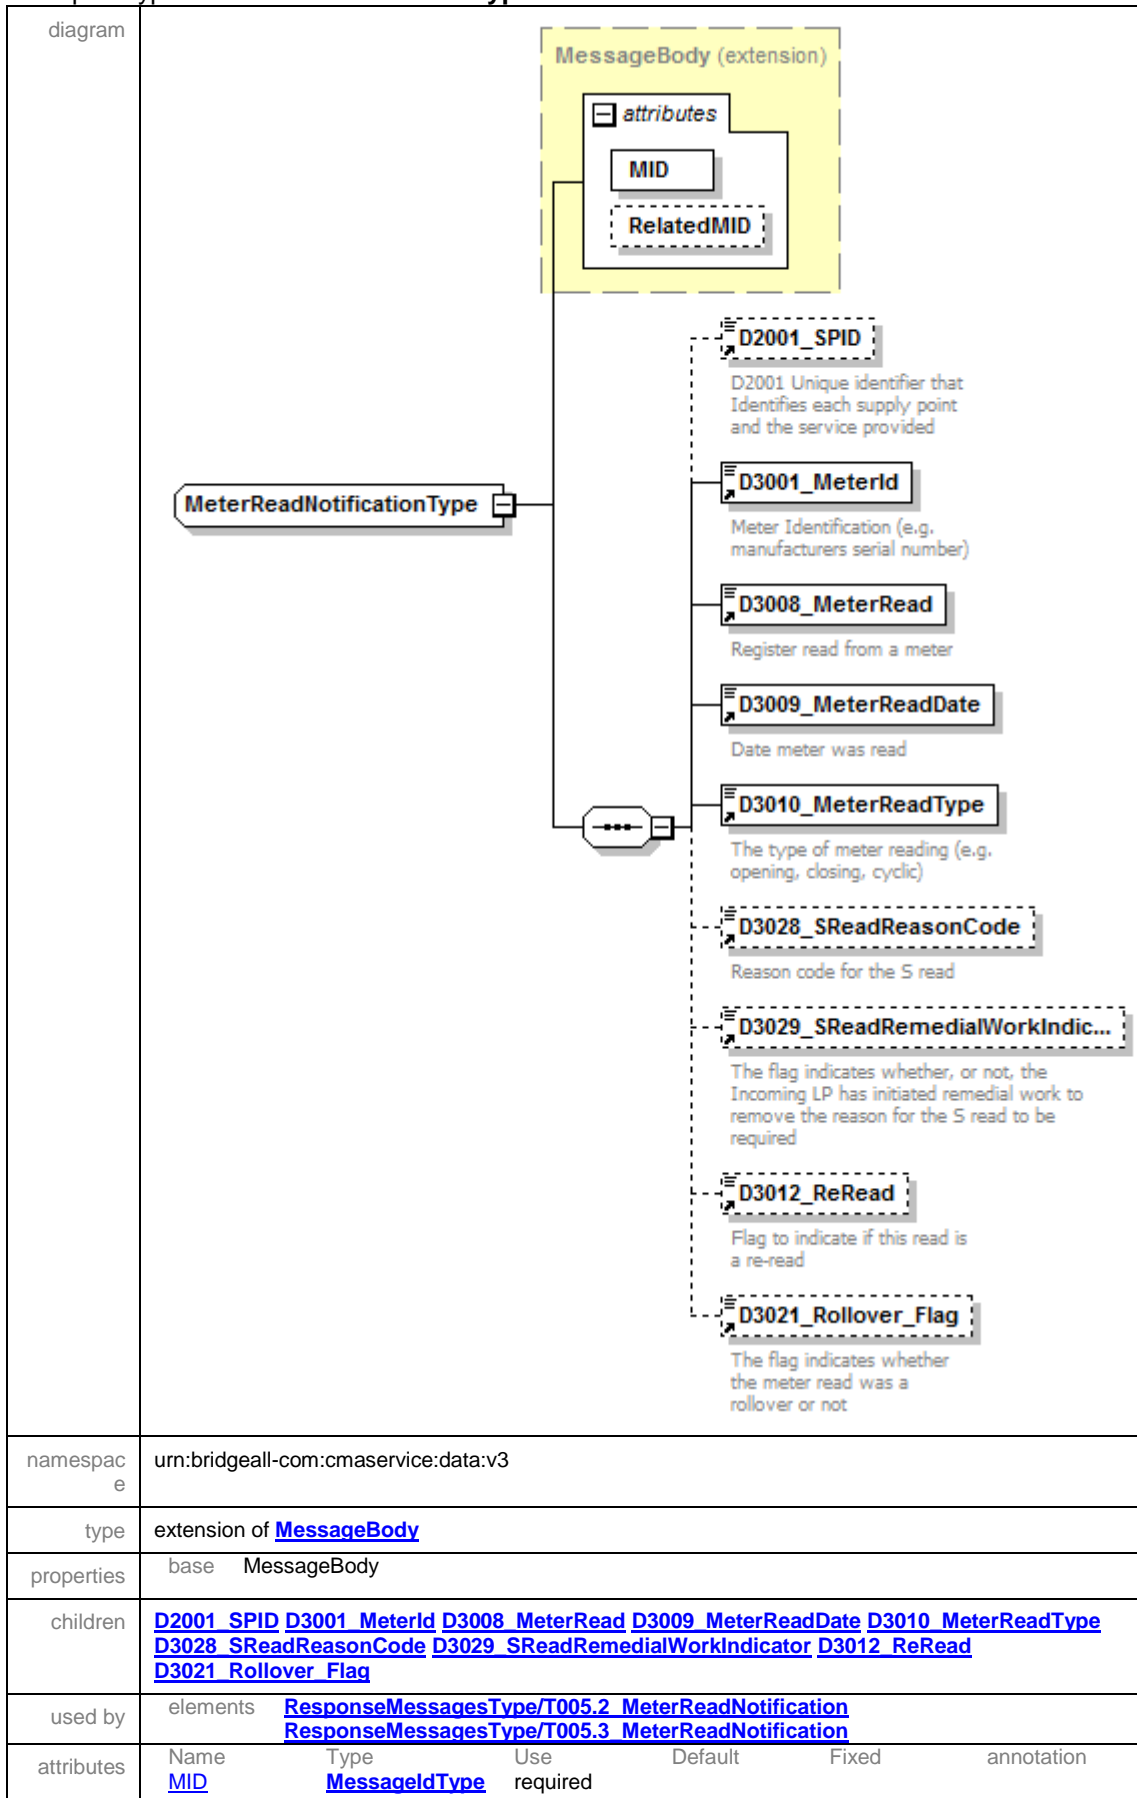 diagram
MessageBody (extension)
attributes
MID
RelatedMID
D2001_SPID
D2001 Unique identifier that
Identifies each supply point
and the service provided
MeterReadNotificationType
D3001_MeterId
Meter Identification (e.g.
manufacturers serial number)
D3008_MeterRead
Register read from a meter
D3009_MeterReadDate
Date meter was read
D3010_MeterReadType
The type of meter reading (e.g.
opening, closing, cyclic)
D3028_SReadReasonCode
Reason code for the S read
D3029_SReadRemedialWorkIndic...
The flag indicates whether, or not, the
Incoming LP has initiated remedial work to
remove the reason for the S read to be
required
D3012_ReRead
Flag to indicate if this read is
a re-read
D3021_Rollover_Flag
The flag indicates whether
the meter read was a
rollover or not
namespac
e
urn:bridgeall-com:cmaservice:data:v3
type extension of MessageBody
properties base MessageBody
children D2001_SPID D3001_MeterId D3008_MeterRead D3009_MeterReadDate D3010_MeterReadType
D3028_SReadReasonCode D3029_SReadRemedialWorkIndicator D3012_ReRead
D3021_Rollover_Flag
used by elements ResponseMessagesType/T005.2_MeterReadNotification
ResponseMessagesType/T005.3_MeterReadNotification
attributes Name Type Use Default Fixed annotation
MID MessageIdType required